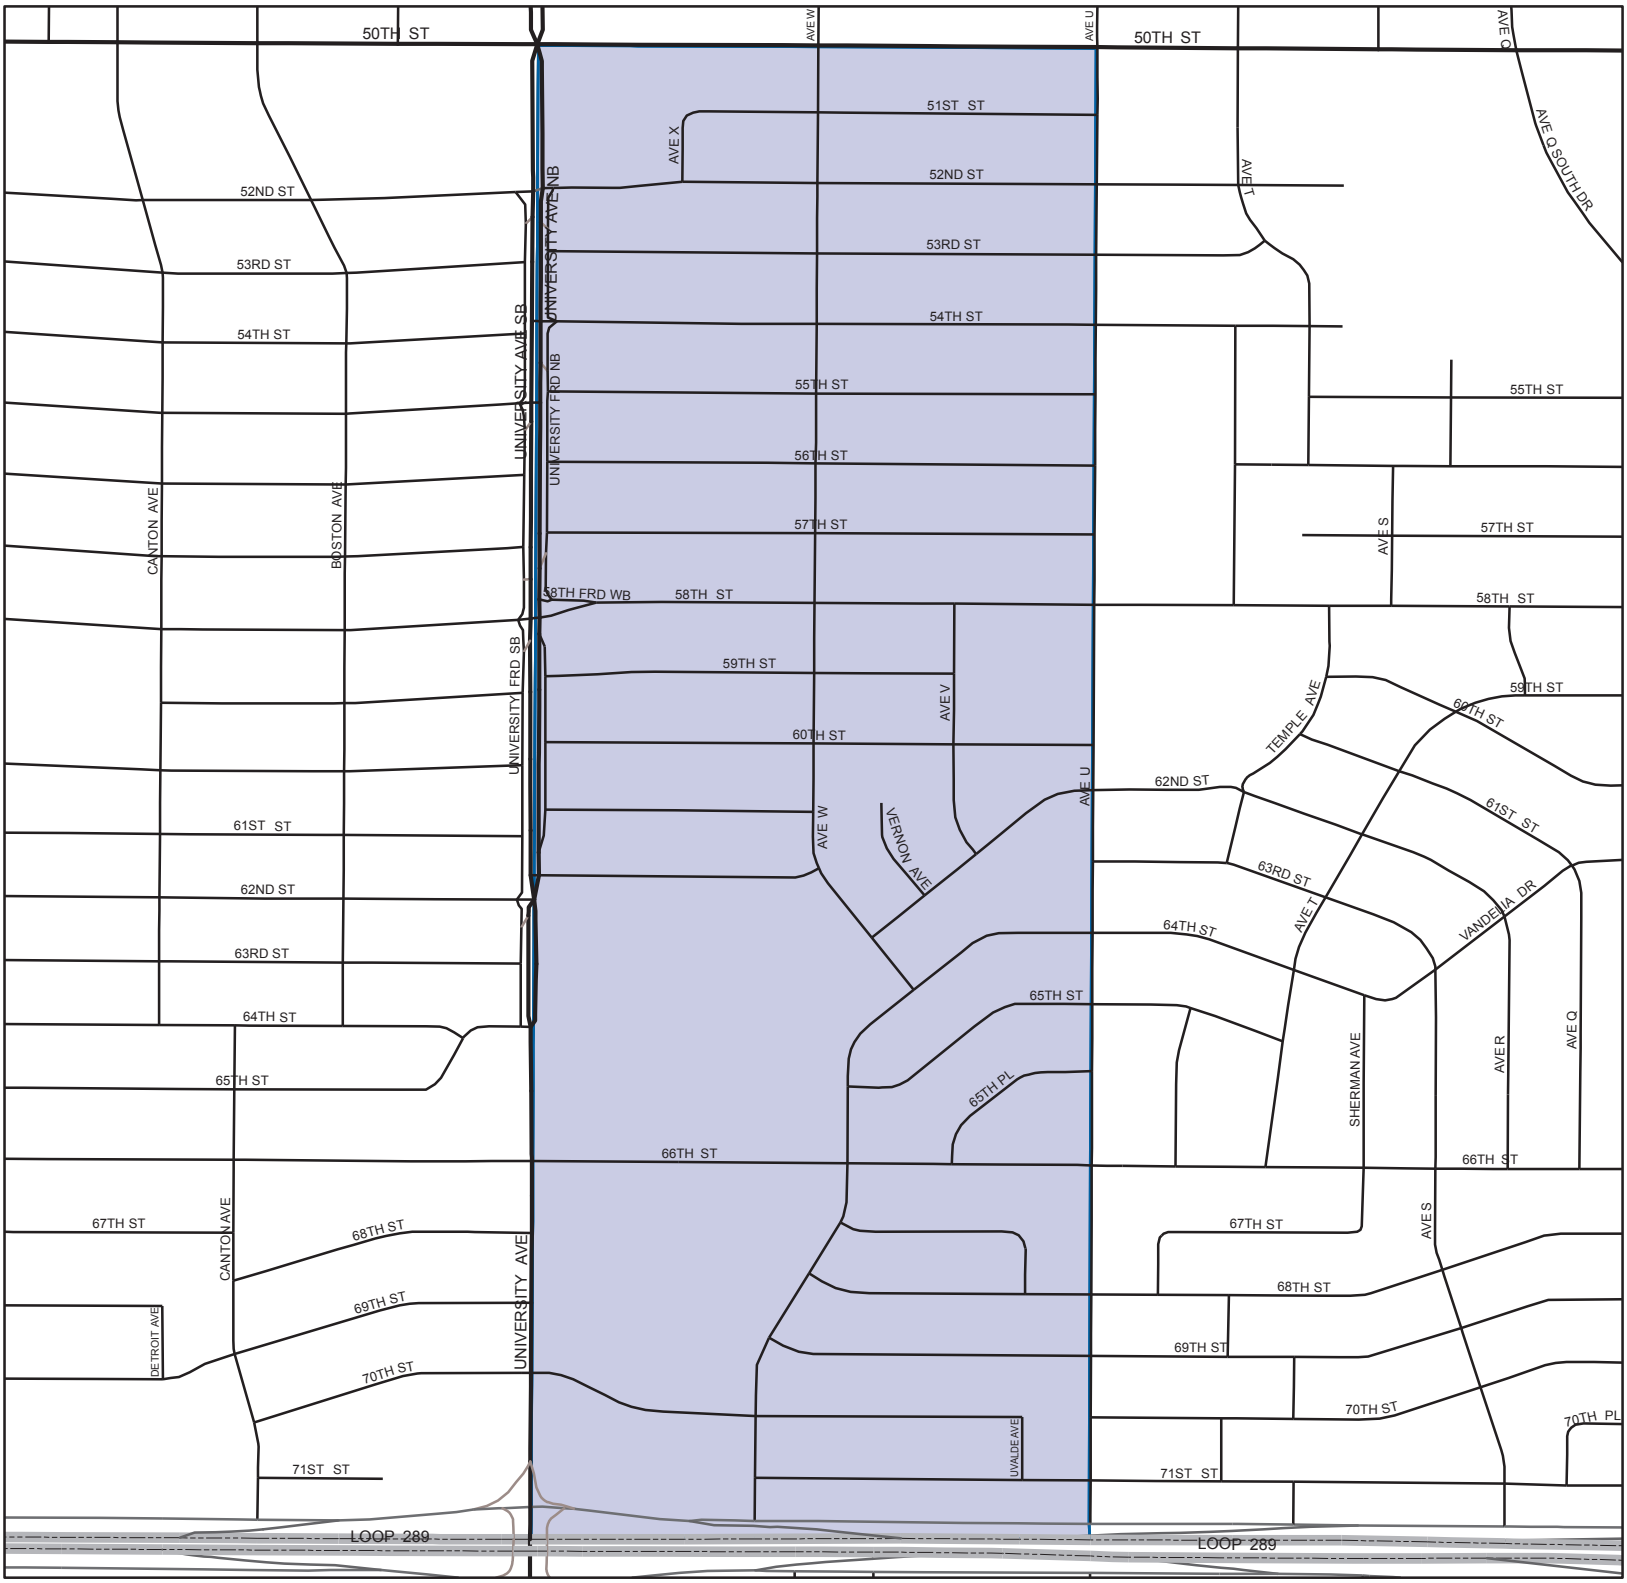 AVE W
AVE U
AVE Q
50TH ST
50TH ST
51ST ST
AVE X
AVE Q SOUTH DR
52ND ST
52ND ST
AVE T
UNIVERSITY AVE NB
53RD ST
53RD ST
54TH ST
54TH ST
UNIVERSITY AVE SB
UNIVERSITY FRD NB
55TH ST
55TH ST
56TH ST
CANTON AVE
BOSTON AVE
57TH ST
AVE S
57TH ST
58TH FRD WB
58TH ST
58TH ST
UNIVERSITY FRD SB
59TH ST
AVE V
59TH ST
TEMPLE AVE
60TH ST
60TH ST
AVE U
62ND ST
61ST ST
61ST ST
AVE W
VERNON AVE
63RD ST
62ND ST
AVE T
VANDELIA DR
64TH ST
63RD ST
65TH ST
64TH ST
SHERMAN AVE
AVE R
AVE Q
65TH ST
65TH PL
66TH ST
66TH ST
67TH ST
CANTON AVE
68TH ST
67TH ST
AVE S
UNIVERSITY AVE
68TH ST
69TH ST
DETROIT AVE
69TH ST
70TH ST
70TH ST
70TH PL
UVALDE AVE
71ST ST
71ST ST
LOOP 289
LOOP 289